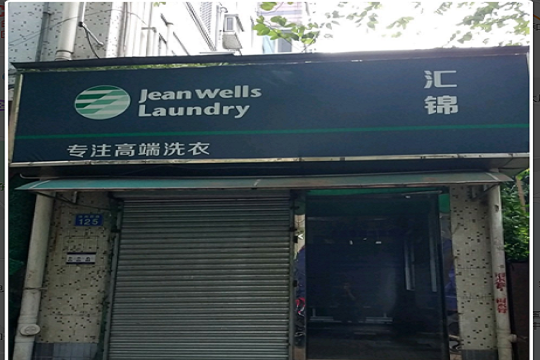 Jean Wells
Laundry
汇
锦
专注高端洗衣
125